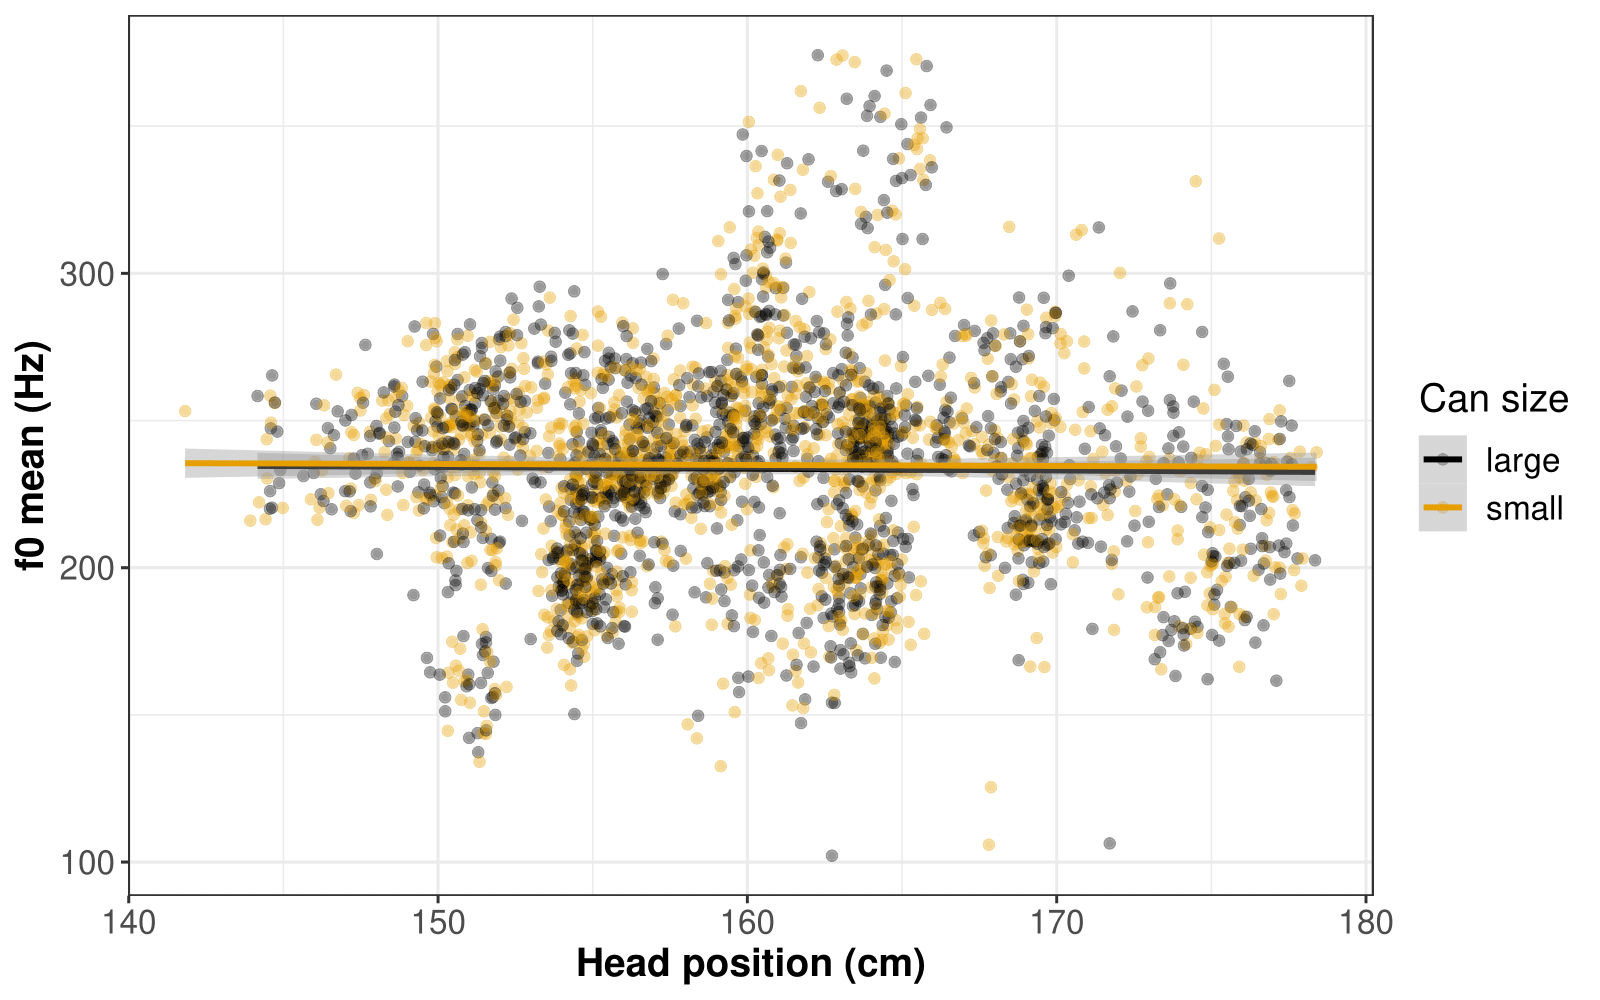 f0 mean (Hz)
300
200
100
140 150 160 170 180
Head position (cm)
Can size
large
small